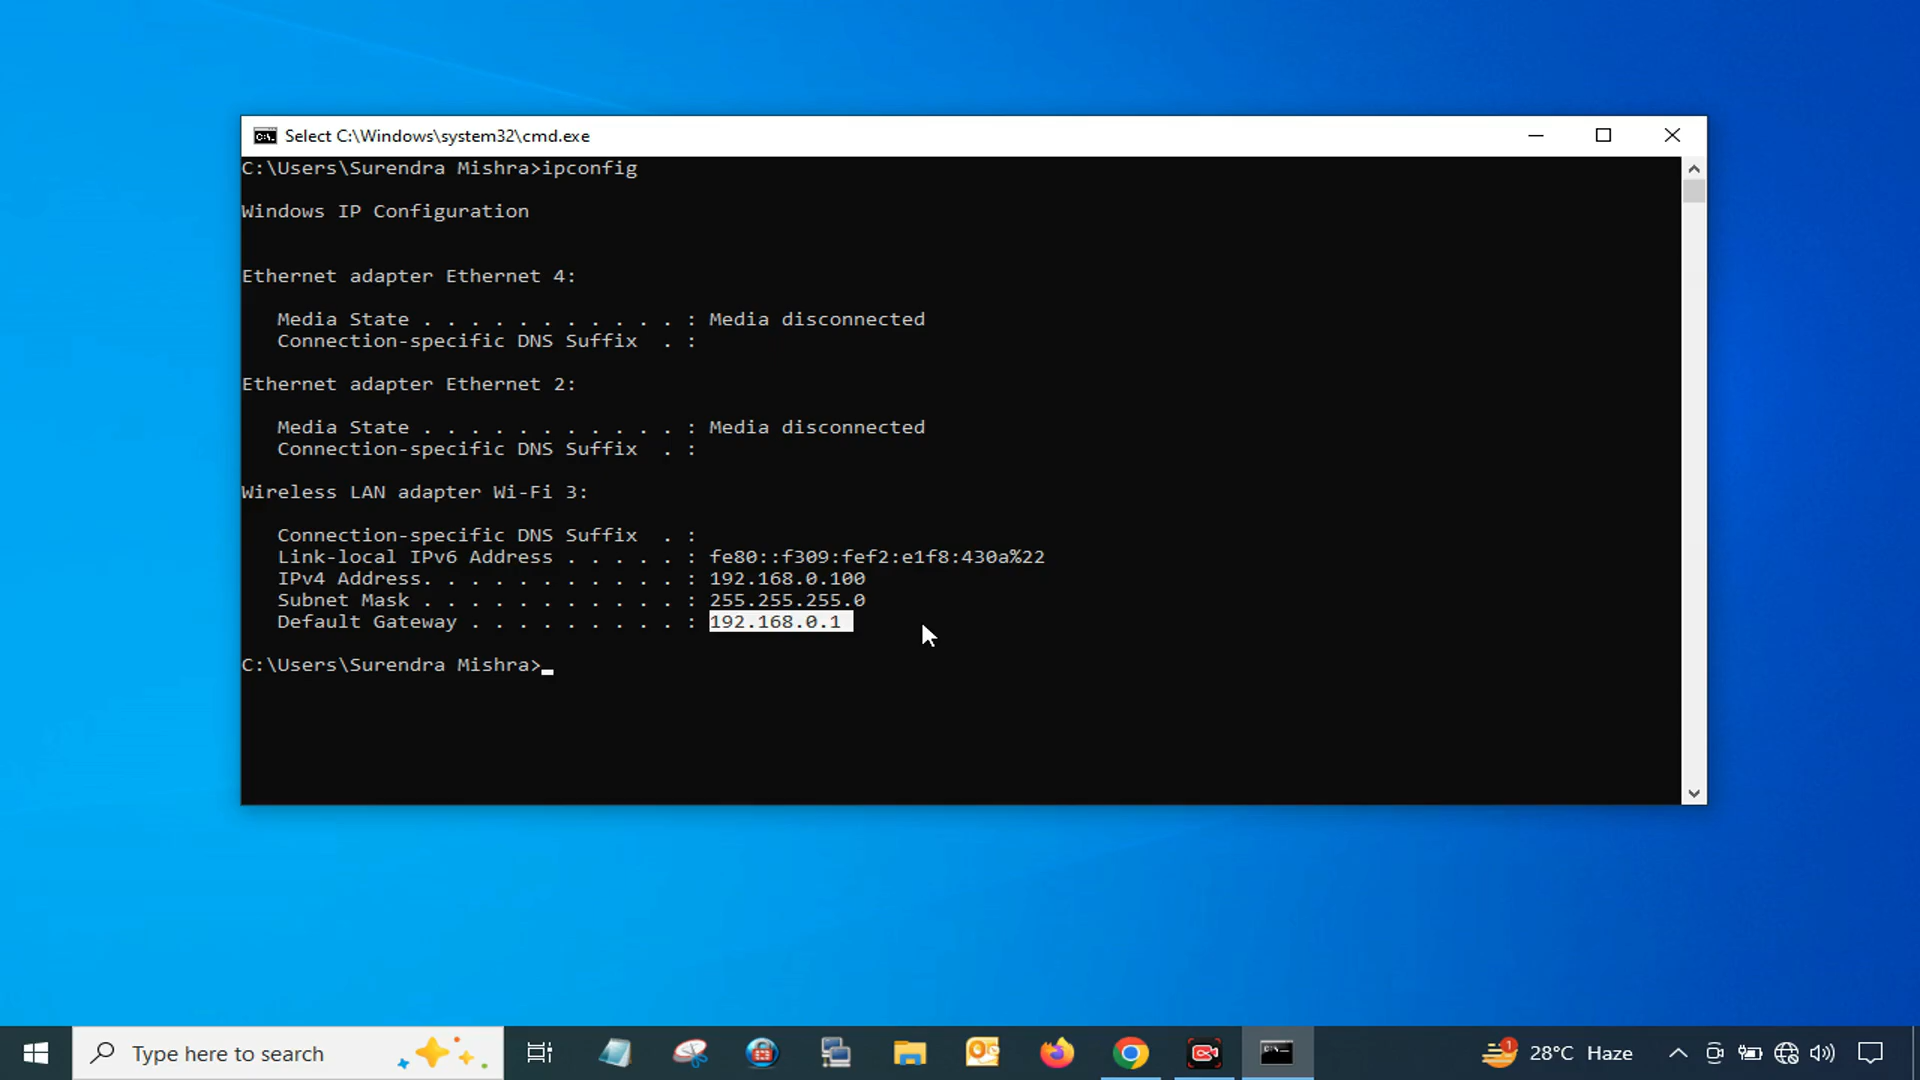 Select C:\Windows\system32\cmd.exe
C:\Users\Surendra Mishra>ipconfig
Windows IP Configuration
Ethernet adapter Ethernet 4:
Media State . . . . . . . . . . . : Media disconnected
Connection-specific DNS Suffix  . :
Ethernet adapter Ethernet 2:
Media State . . . . . . . . . . . : Media disconnected
Connection-specific DNS Suffix  . :
Wireless LAN adapter Wi-Fi 3:
Connection-specific DNS Suffix  . :
Link-local IPv6 Address . . . . . : fe80::f309:fef2:e1f8:430a%22
IPv4 Address. . . . . . . . . . . : 192.168.0.100
Subnet Mask . . . . . . . . . . . : 255.255.255.0
Default Gateway . . . . . . . . . : 192.168.0.1
C:\Users\Surendra Mishra>
Type here to search
1
28°C Haze